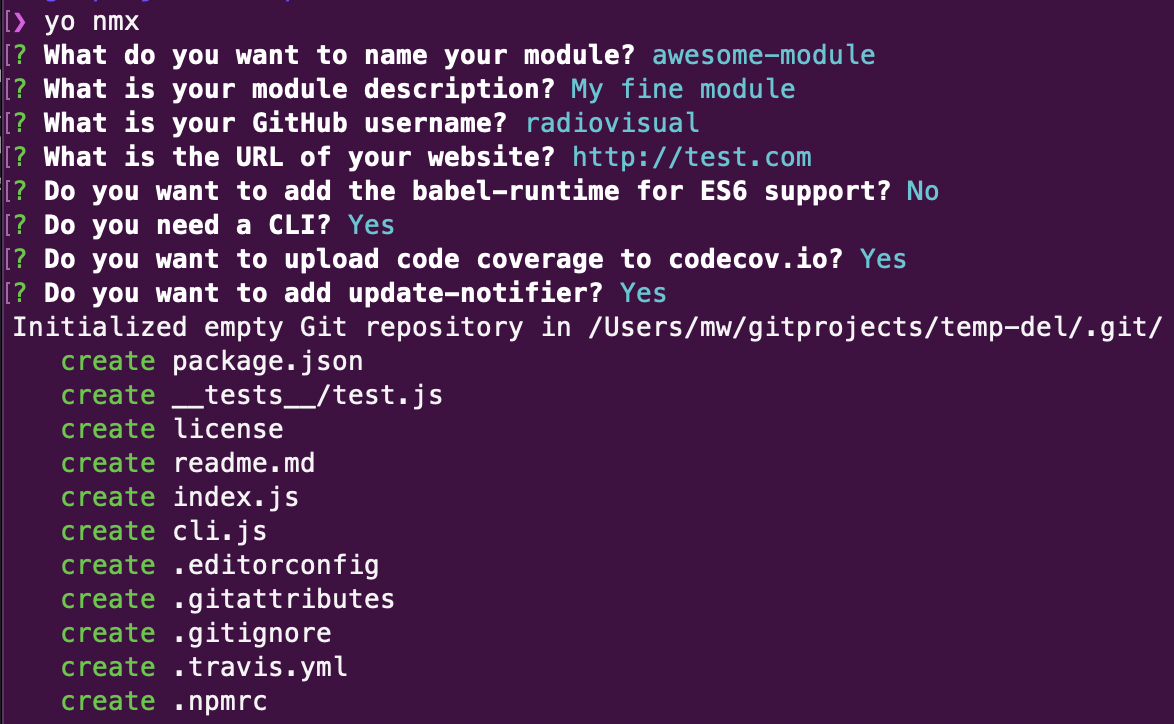 [❯ yo nmx
[? What do you want to name your module? awesome-module
[? What is your module description? My fine module
[? What is your GitHub username? radiovisual
[? What is the URL of your website? http://test.com
[? Do you want to add the babel-runtime for ES6 support? No
[? Do you need a CLI? Yes
[? Do you want to upload code coverage to codecov.io? Yes
[? Do you want to add update-notifier? Yes
Initialized empty Git repository in /Users/mw/gitprojects/temp-del/.git/
create package.json
create __tests__/test.js
create license
create readme.md
create index.js
create cli.js
create .editorconfig
create .gitattributes
create .gitignore
create .travis.yml
create .npmrc